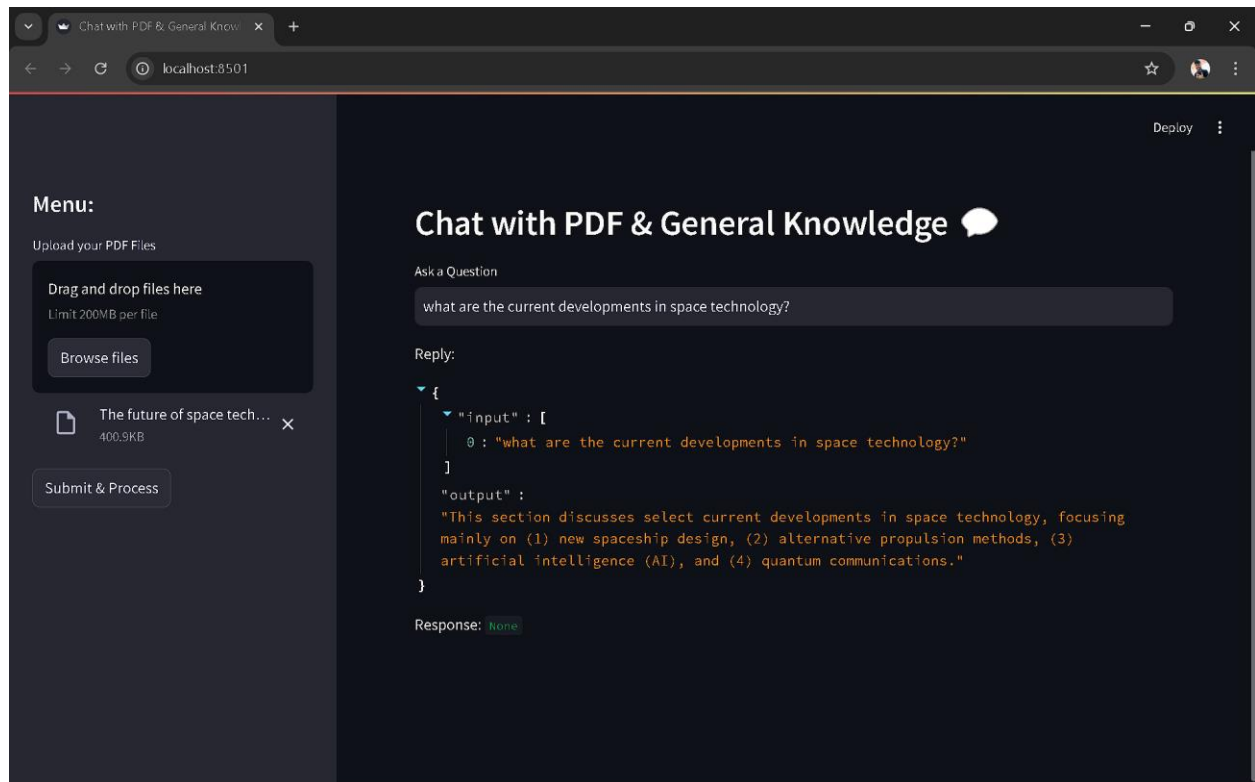 Chat with PDF & General Know
localhost:8501
Deploy
Menu:
Upload your PDF Files
Drag and drop files here
Limit 200MB per file
Browse files
The future of space tech...
400.9KB
Submit & Process
Chat with PDF & General Knowledge
Ask a Question
what are the current developments in space technology?
Reply:
{
"input" : [
0 : "what are the current developments in space technology?"
]
"output" :
"This section discusses select current developments in space technology, focusing
mainly on (1) new spaceship design, (2) alternative propulsion methods, (3)
artificial intelligence (AI), and (4) quantum communications."
}
Response: None